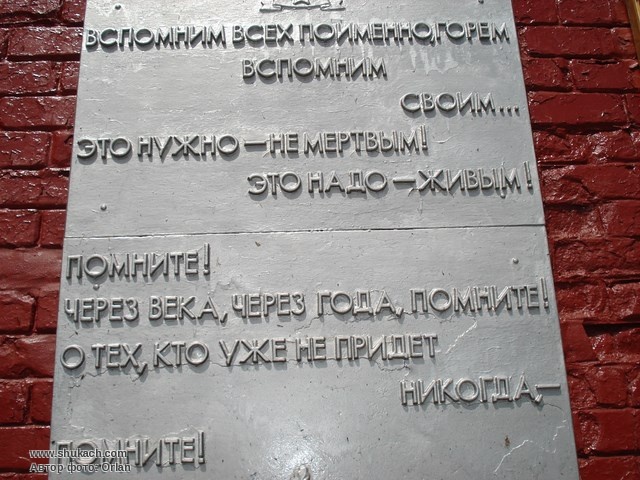 ВСПОМНИМ ВСЕХ ПОИМЕННО,ГОРЕМ
ВСПОМНИМ
СВОИМ...
ЭТО НУЖНО — НЕ МЕРТВЫМ!
ЭТО НАДО — ЖИВЫМ!
ПОМНИТЕ!
ЧЕРЕЗ ВЕКА, ЧЕРЕЗ ГОДА, ПОМНИТЕ!
О ТЕХ, КТО УЖЕ НЕ ПРИДЕТ
НИКОГДА,—
ПОМНИТЕ!
www.shukach.com
Автор фото: Orlan